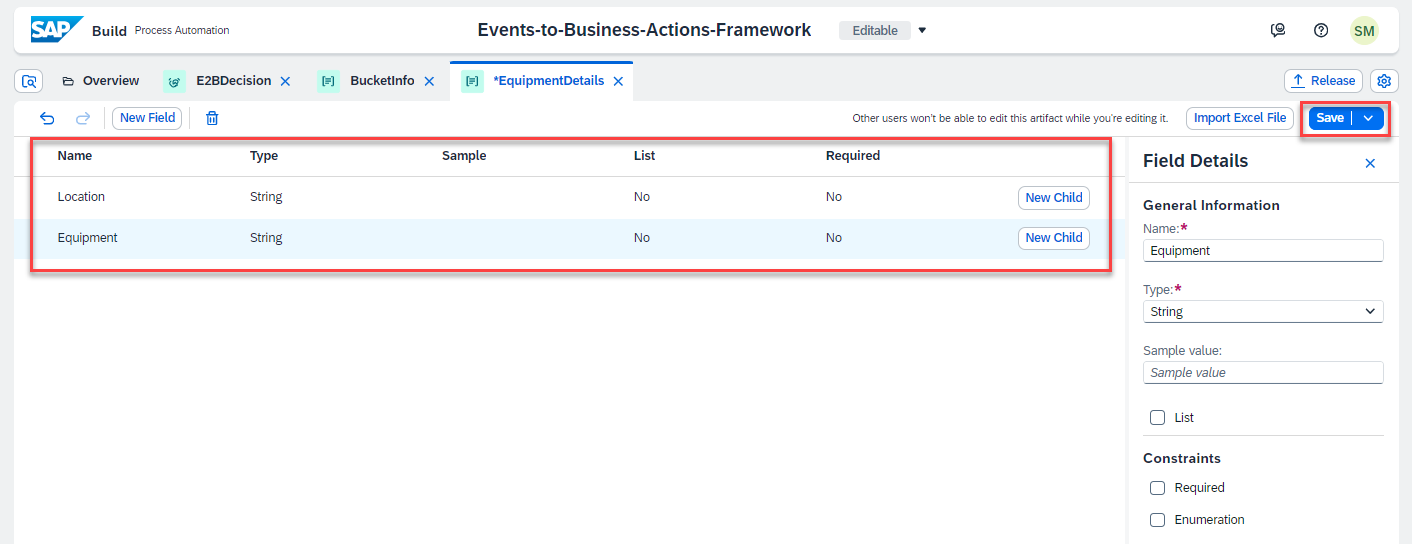 SAP Build Process Automation Events-to-Business-Actions-Framework Editable SM
Overview E2BDecision BucketInfo *EquipmentDetails Release
New Field Other users won't be able to edit this artifact while you're editing it. Import Excel File Save
Name Type Sample List Required
Location String No No New Child
Equipment String No No New Child
Field Details
General Information
Name:*
Equipment
Type:*
String
Sample value:
Sample value
List
Constraints
Required
Enumeration